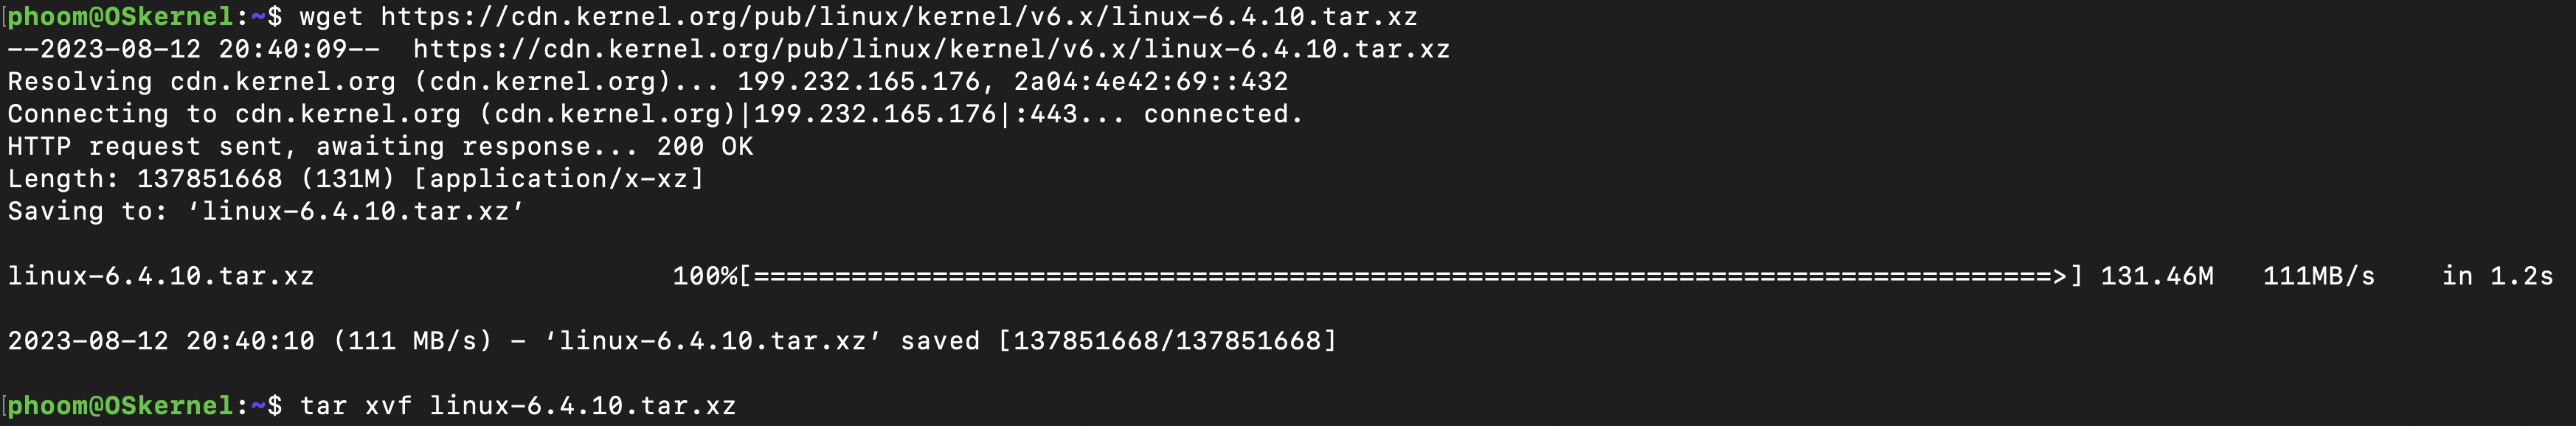 phoom@OSkernel:~$ wget https://cdn.kernel.org/pub/linux/kernel/v6.x/linux-6.4.10.tar.xz
--2023-08-12 20:40:09--  https://cdn.kernel.org/pub/linux/kernel/v6.x/linux-6.4.10.tar.xz
Resolving cdn.kernel.org (cdn.kernel.org)... 199.232.165.176, 2a04:4e42:69::432
Connecting to cdn.kernel.org (cdn.kernel.org)|199.232.165.176|:443... connected.
HTTP request sent, awaiting response... 200 OK
Length: 137851668 (131M) [application/x-xz]
Saving to: ‘linux-6.4.10.tar.xz’
linux-6.4.10.tar.xz                      100%[================================================================================>] 131.46M   111MB/s    in 1.2s
2023-08-12 20:40:10 (111 MB/s) - ‘linux-6.4.10.tar.xz’ saved [137851668/137851668]
phoom@OSkernel:~$ tar xvf linux-6.4.10.tar.xz